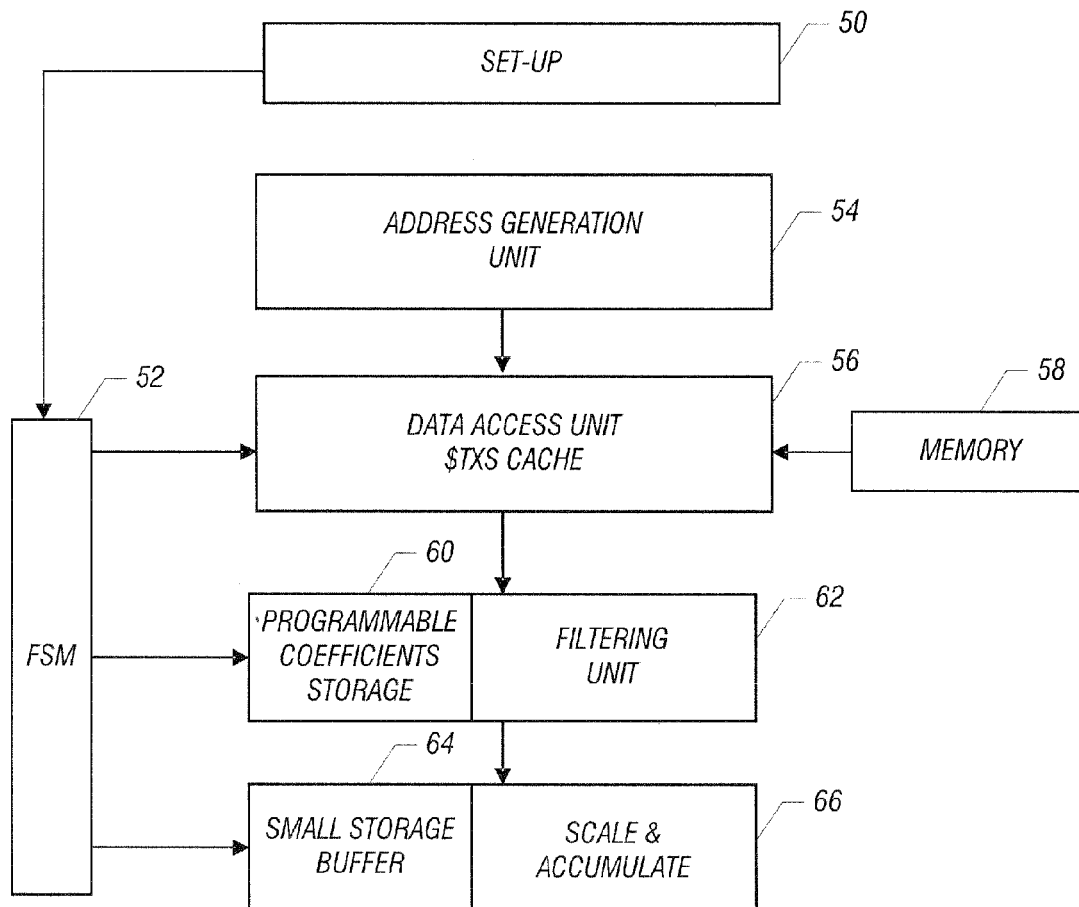 50
SET-UP
54
ADDRESS GENERATION
UNIT
52
56
58
DATA ACCESS UNIT
$TXS CACHE
MEMORY
60
62
FSM
PROGRAMMABLE
COEFFICIENTS
STORAGE
FILTERING
UNIT
64
66
SMALL STORAGE
BUFFER
SCALE &
ACCUMULATE